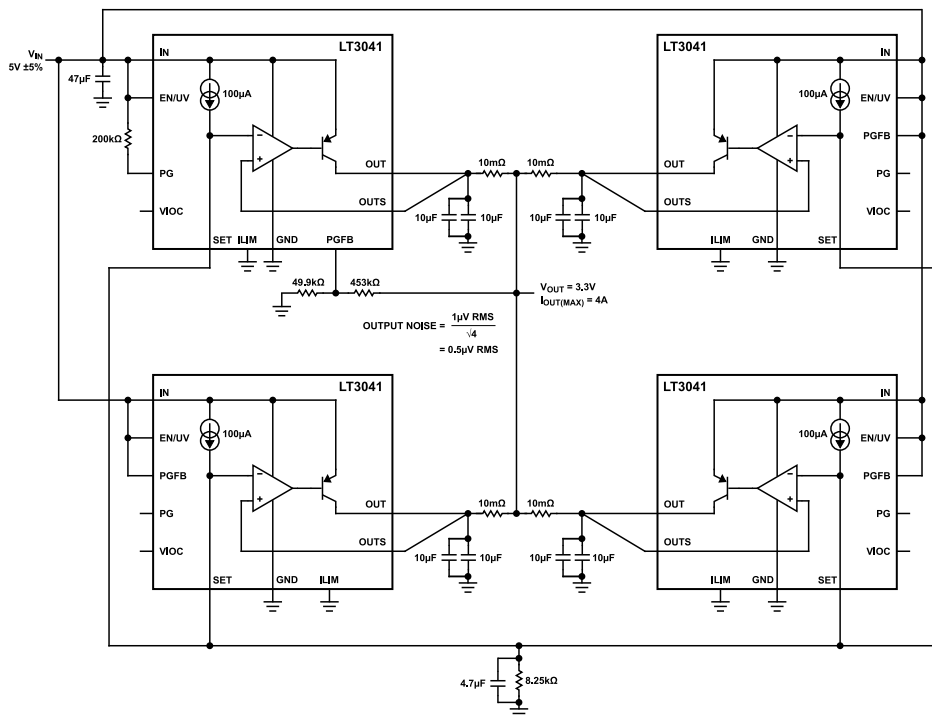 LT3041
IN
VIN
5V ±5%
47µF
EN/UV
100µA
200kΩ
PG
VIOC
OUT
OUTS
SET
ILIM
GND
PGFB
10mΩ
10mΩ
10µF
10µF
10µF
10µF
LT3041
IN
EN/UV
100µA
PGFB
PG
VIOC
OUT
OUTS
ILIM
GND
SET
49.9kΩ
453kΩ
VOUT = 3.3V
IOUT(MAX) = 4A
OUTPUT NOISE = 1µV RMS
√4
= 0.5µV RMS
LT3041
IN
EN/UV
100µA
PGFB
PG
VIOC
OUT
OUTS
SET
GND
ILIM
10mΩ
10mΩ
10µF
10µF
10µF
10µF
LT3041
IN
EN/UV
100µA
PGFB
PG
VIOC
OUT
OUTS
ILIM
GND
SET
4.7µF
8.25kΩ